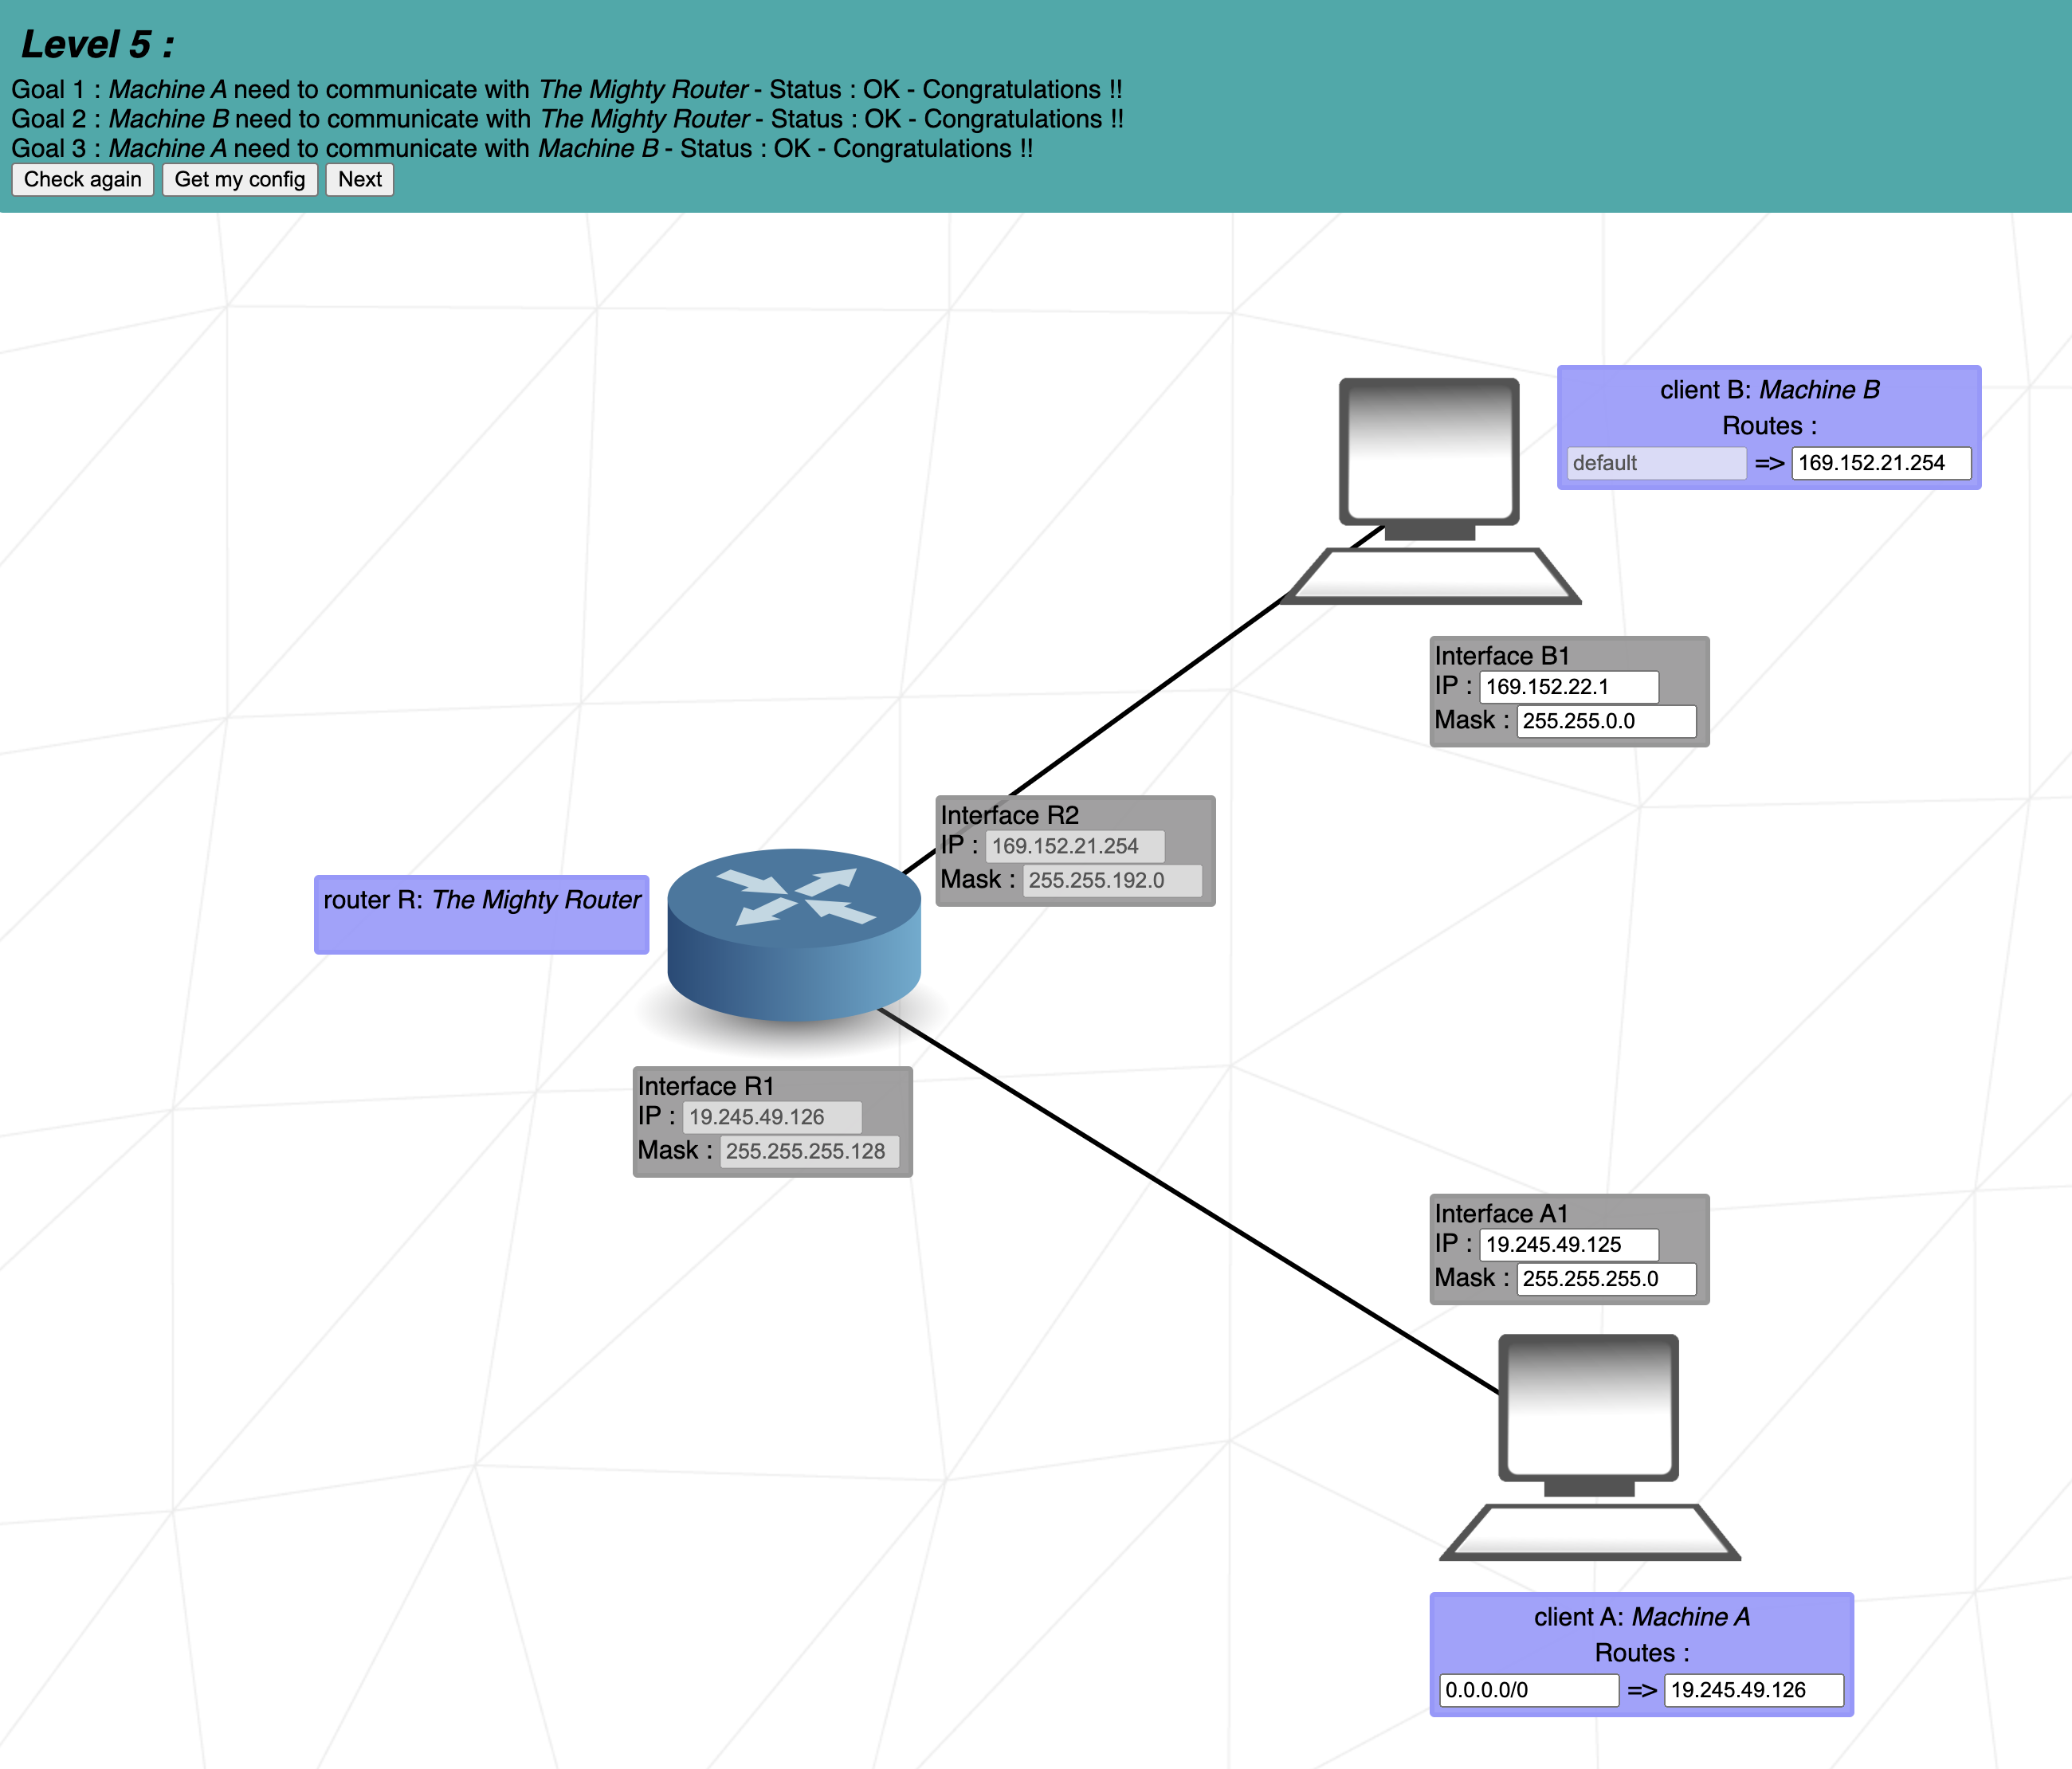 Level 5 :
Goal 1 : Machine A need to communicate with The Mighty Router - Status : OK - Congratulations !!
Goal 2 : Machine B need to communicate with The Mighty Router - Status : OK - Congratulations !!
Goal 3 : Machine A need to communicate with Machine B - Status : OK - Congratulations !!
Check again Get my config Next
client B: Machine B
Routes :
default => 169.152.21.254
Interface B1
IP : 169.152.22.1
Mask : 255.255.0.0
Interface R2
IP : 169.152.21.254
Mask : 255.255.192.0
router R: The Mighty Router
Interface R1
IP : 19.245.49.126
Mask : 255.255.255.128
Interface A1
IP : 19.245.49.125
Mask : 255.255.255.0
client A: Machine A
Routes :
0.0.0.0/0 => 19.245.49.126